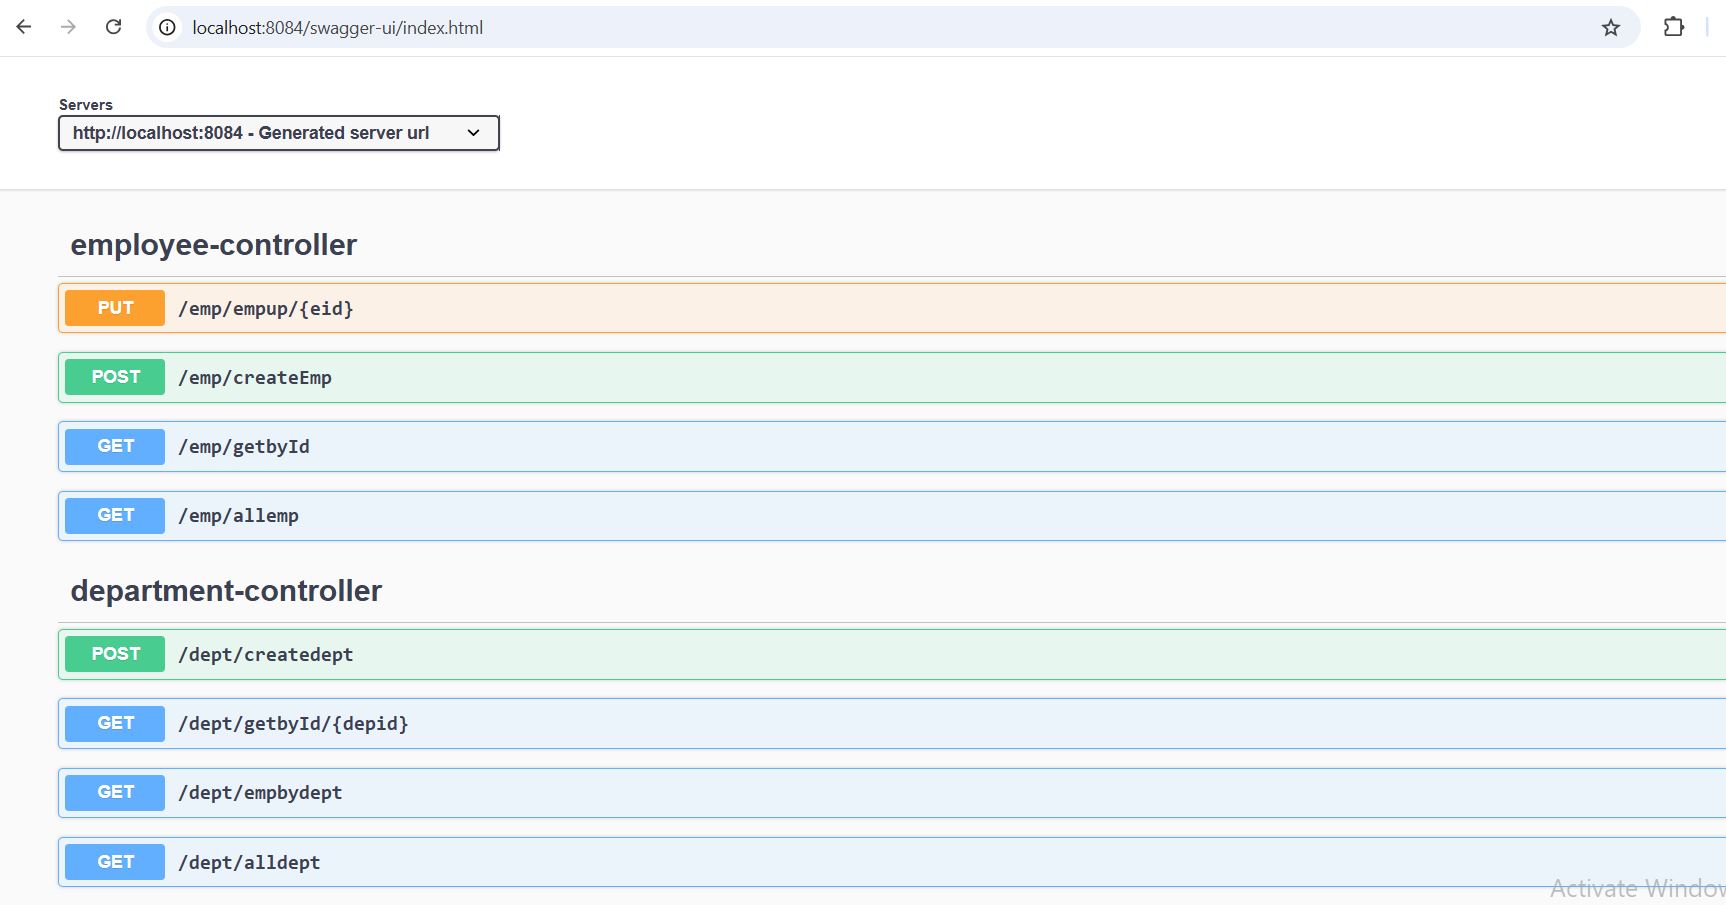 localhost:8084/swagger-ui/index.html
Servers
http://localhost:8084 - Generated server url
employee-controller
PUT /emp/empup/{eid}
POST /emp/createEmp
GET /emp/getbyId
GET /emp/allemp
department-controller
POST /dept/createdept
GET /dept/getbyId/{depid}
GET /dept/empbydept
GET /dept/alldept
Activate Window